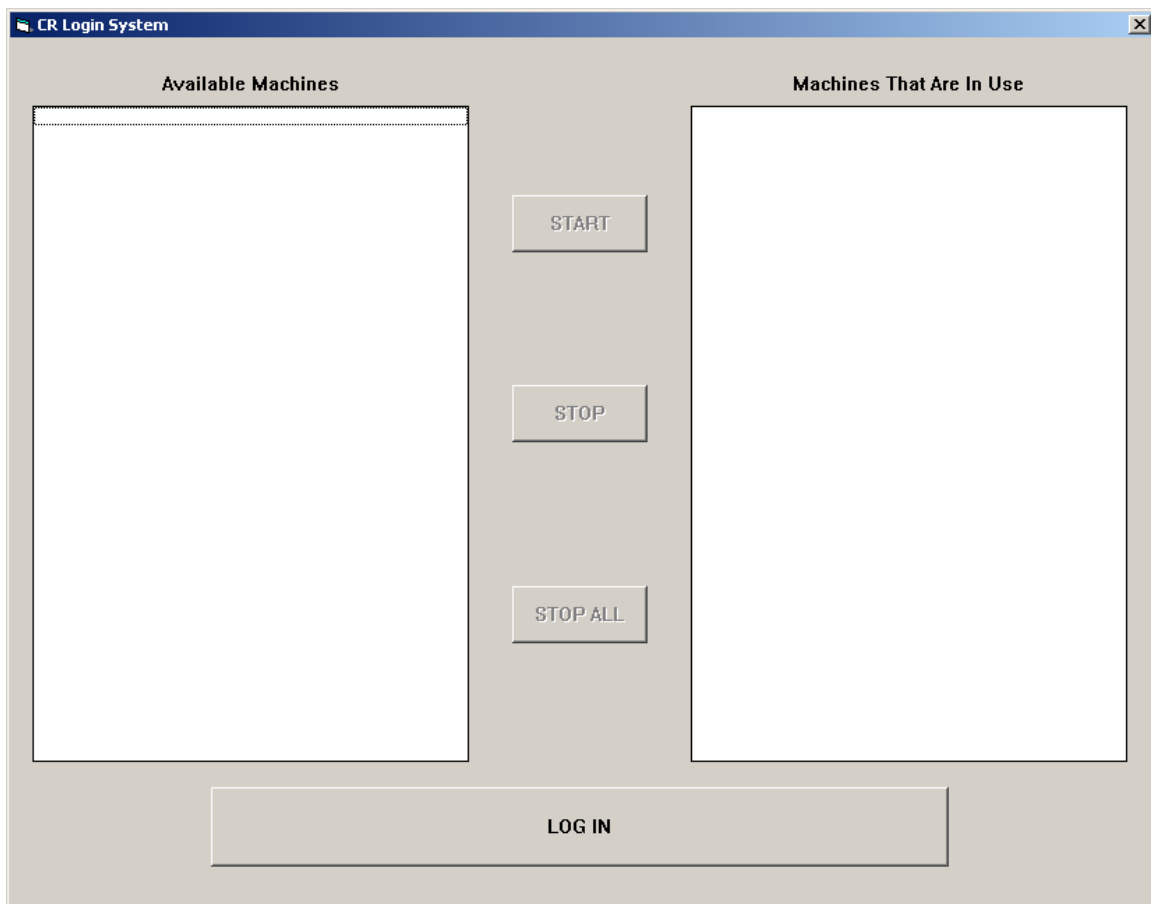 CR Login System
Available Machines
Machines That Are In Use
START
STOP
STOP ALL
LOG IN